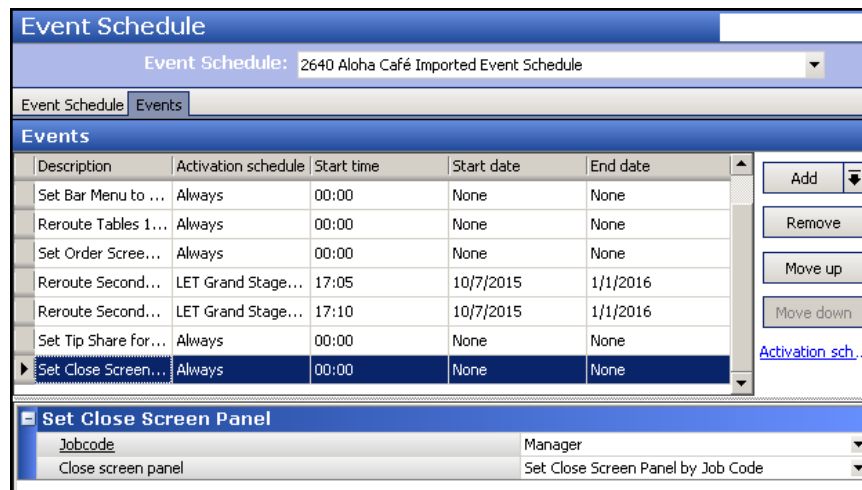 Event Schedule
Event Schedule: 2640 Aloha Café Imported Event Schedule
Event Schedule Events
Events
Description Activation schedule Start time Start date End date
Set Bar Menu to ... Always 00:00 None None
Reroute Tables 1... Always 00:00 None None
Set Order Scree... Always 00:00 None None
Reroute Second... LET Grand Stage... 17:05 10/7/2015 1/1/2016
Reroute Second... LET Grand Stage... 17:10 10/7/2015 1/1/2016
Set Tip Share for... Always 00:00 None None
Set Close Screen... Always 00:00 None None
Add
Remove
Move up
Move down
Activation sch...
Set Close Screen Panel
Jobcode Manager
Close screen panel Set Close Screen Panel by Job Code